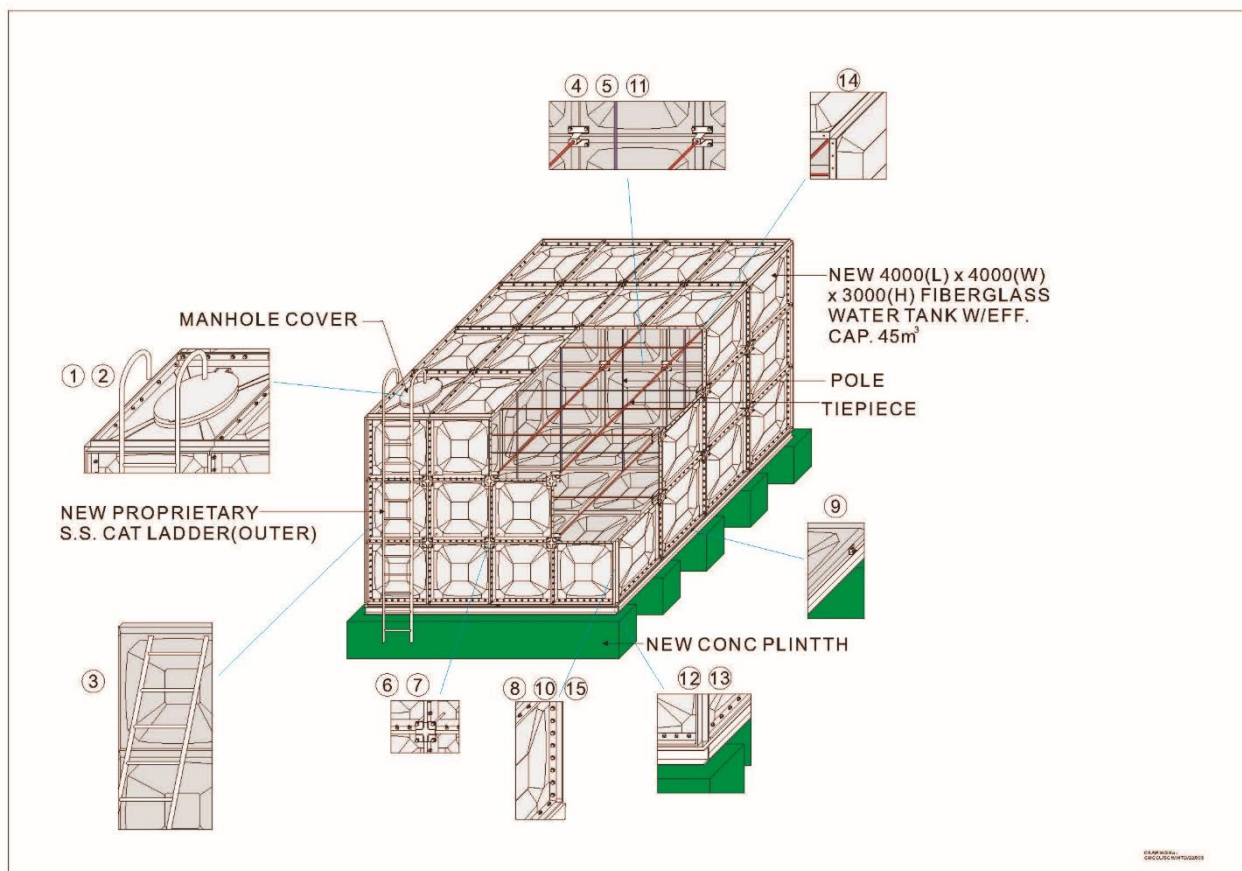 ④ ⑤ ⑪
⑭
NEW 4000(L) x 4000(W)
x 3000(H) FIBERGLASS
WATER TANK W/EFF.
CAP. 45m³
MANHOLE COVER
① ②
POLE
TIEPIECE
NEW PROPRIETARY
S.S. CAT LADDER(OUTER)
⑨
NEW CONC PLINTTH
③
⑥ ⑦
⑧ ⑩ ⑮
⑫ ⑬